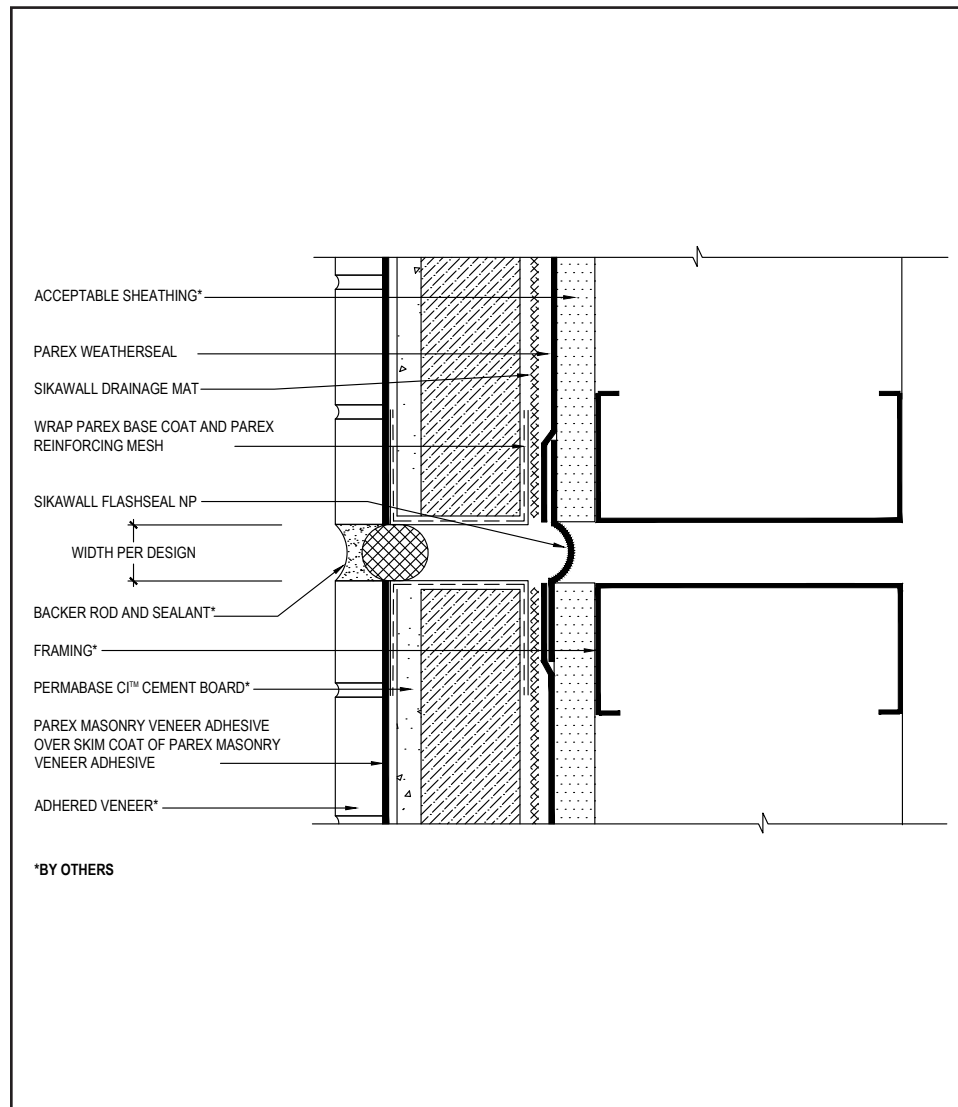 ACCEPTABLE SHEATHING*
PAREX WEATHERSEAL
SIKAWALL DRAINAGE MAT
WRAP PAREX BASE COAT AND PAREX
REINFORCING MESH
SIKAWALL FLASHSEAL NP
WIDTH PER DESIGN
BACKER ROD AND SEALANT*
FRAMING*
PERMABASE CI™ CEMENT BOARD*
PAREX MASONRY VENEER ADHESIVE
OVER SKIM COAT OF PAREX MASONRY
VENEER ADHESIVE
ADHERED VENEER*
*BY OTHERS